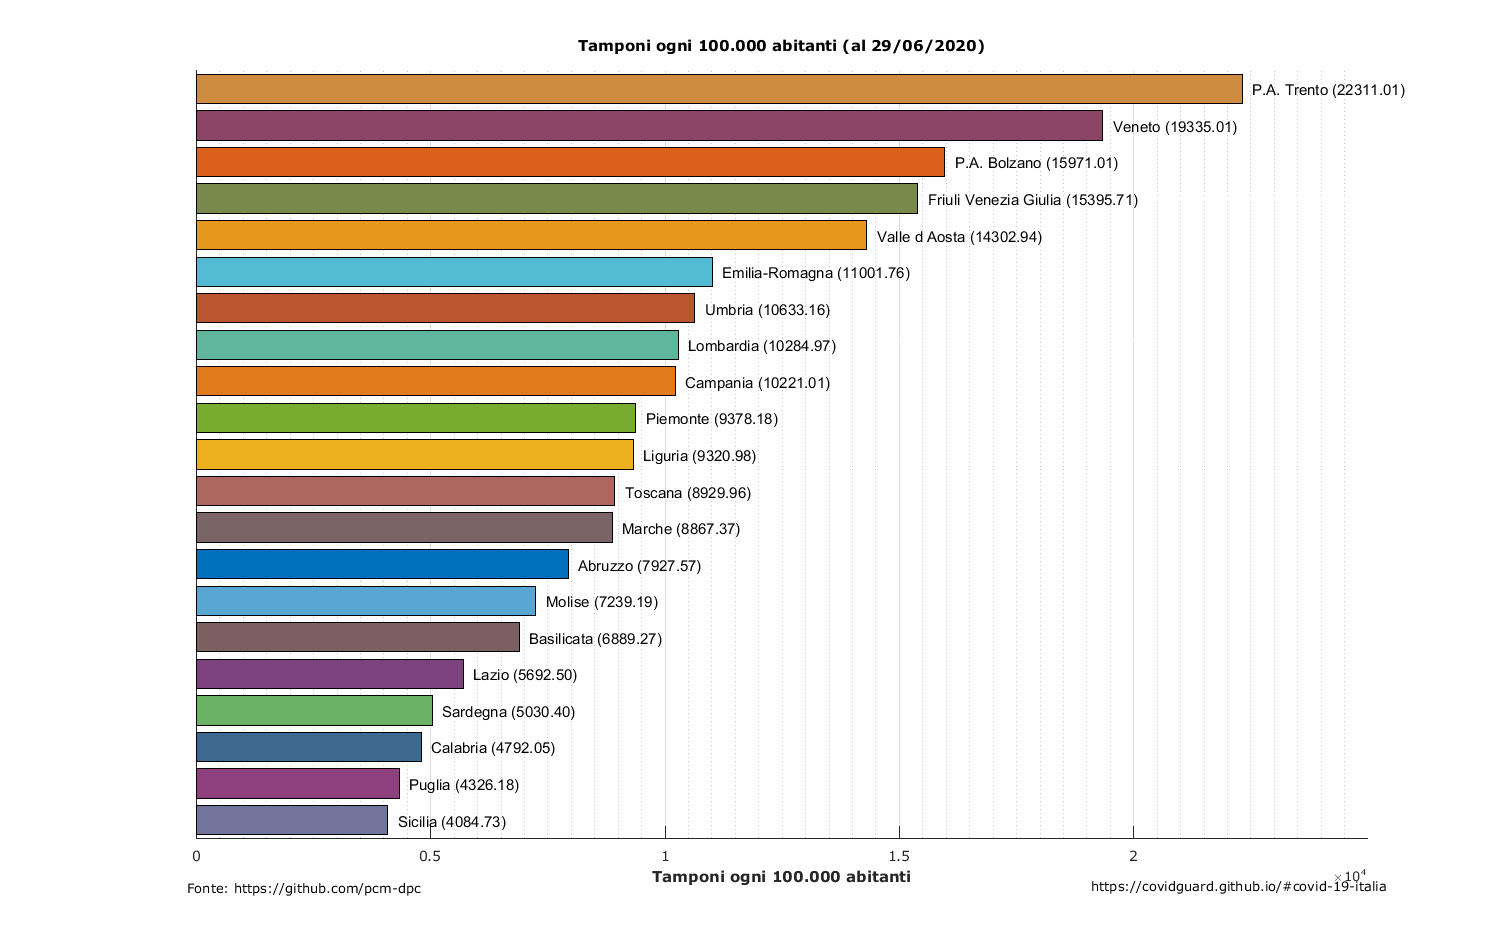 Tamponi ogni 100.000 abitanti (al 29/06/2020)
P.A. Trento (22311.01)
Veneto (19335.01)
P.A. Bolzano (15971.01)
Friuli Venezia Giulia (15395.71)
Valle d Aosta (14302.94)
Emilia-Romagna (11001.76)
Umbria (10633.16)
Lombardia (10284.97)
Campania (10221.01)
Piemonte (9378.18)
Liguria (9320.98)
Toscana (8929.96)
Marche (8867.37)
Abruzzo (7927.57)
Molise (7239.19)
Basilicata (6889.27)
Lazio (5692.50)
Sardegna (5030.40)
Calabria (4792.05)
Puglia (4326.18)
Sicilia (4084.73)
0 0.5 1 1.5 2
×10⁴
Tamponi ogni 100.000 abitanti
Fonte: https://github.com/pcm-dpc
https://covidguard.github.io/#covid-19-italia